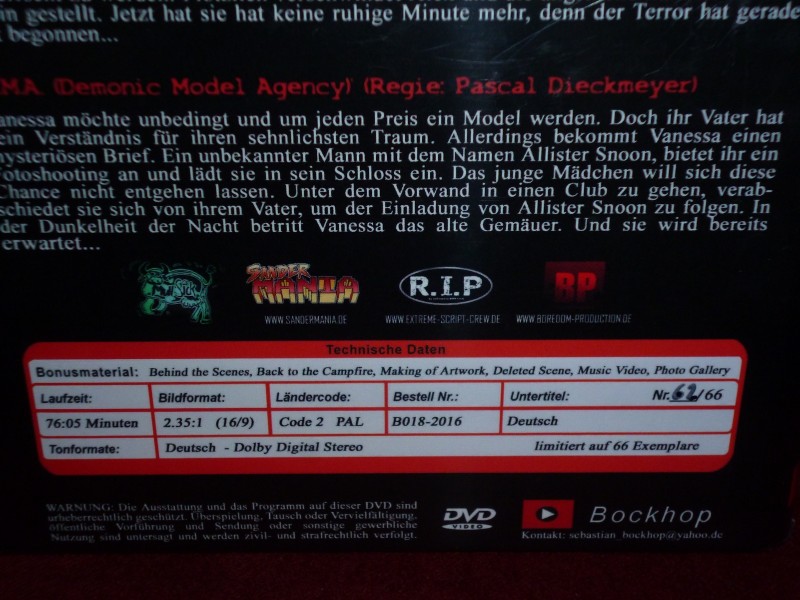 in gestellt. Jetzt hat sie hat keine ruhige Minute mehr, denn der Terror hat gerade
begonnen...
M.A. (Demonic Model Agency) (Regie: Pascal Dieckmeyer)
anessa möchte unbedingt und um jeden Preis ein Model werden. Doch ihr Vater hat
ein Verständnis für ihren sehnlichsten Traum. Allerdings bekommt Vanessa einen
mysteriösen Brief. Ein unbekannter Mann mit dem Namen Allister Snoon, bietet ihr ein
Fotoshooting an und lädt sie in sein Schloss ein. Das junge Mädchen will sich diese
Chance nicht entgehen lassen. Unter dem Vorwand in einen Club zu gehen, verab-
schiedet sie sich von ihrem Vater, um der Einladung von Allister Snoon zu folgen. In
der Dunkelheit der Nacht betritt Vanessa das alte Gemäuer. Und sie wird bereits
erwartet...
SANDER MANIA R.I.P BP
WWW.SANDERMANIA.DE WWW.EXTREME-SCRIPT-CREW.DE WWW.BOREDOM-PRODUCTION.DE
Technische Daten
Bonusmaterial: Behind the Scenes, Back to the Campfire, Making of Artwork, Deleted Scene, Music Video, Photo Gallery
Laufzeit: Bildformat: Ländercode: Bestell Nr.: Untertitel: Nr. 62/66
76:05 Minuten 2.35:1 (16/9) Code 2 PAL B018-2016 Deutsch
Tonformate: Deutsch - Dolby Digital Stereo limitiert auf 66 Exemplare
WARNUNG: Die Ausstattung und das Programm auf dieser DVD sind
urheberrechtlich geschützt. Überspielung, Tausch oder Vervielfältigung,
öffentliche Vorführung und Sendung oder sonstige gewerbliche
Nutzung sind untersagt und werden zivil- und strafrechtlich verfolgt.
DVD VIDEO
Bockhop
Kontakt: sebastian_bockhop@yahoo.de